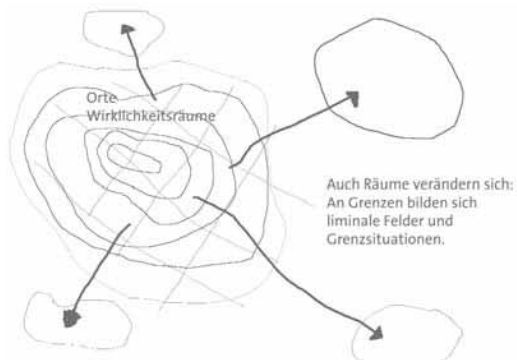 Orte
Wirklichkeitsräume
Auch Räume verändern sich:
An Grenzen bilden sich
liminale Felder und
Grenzsituationen.